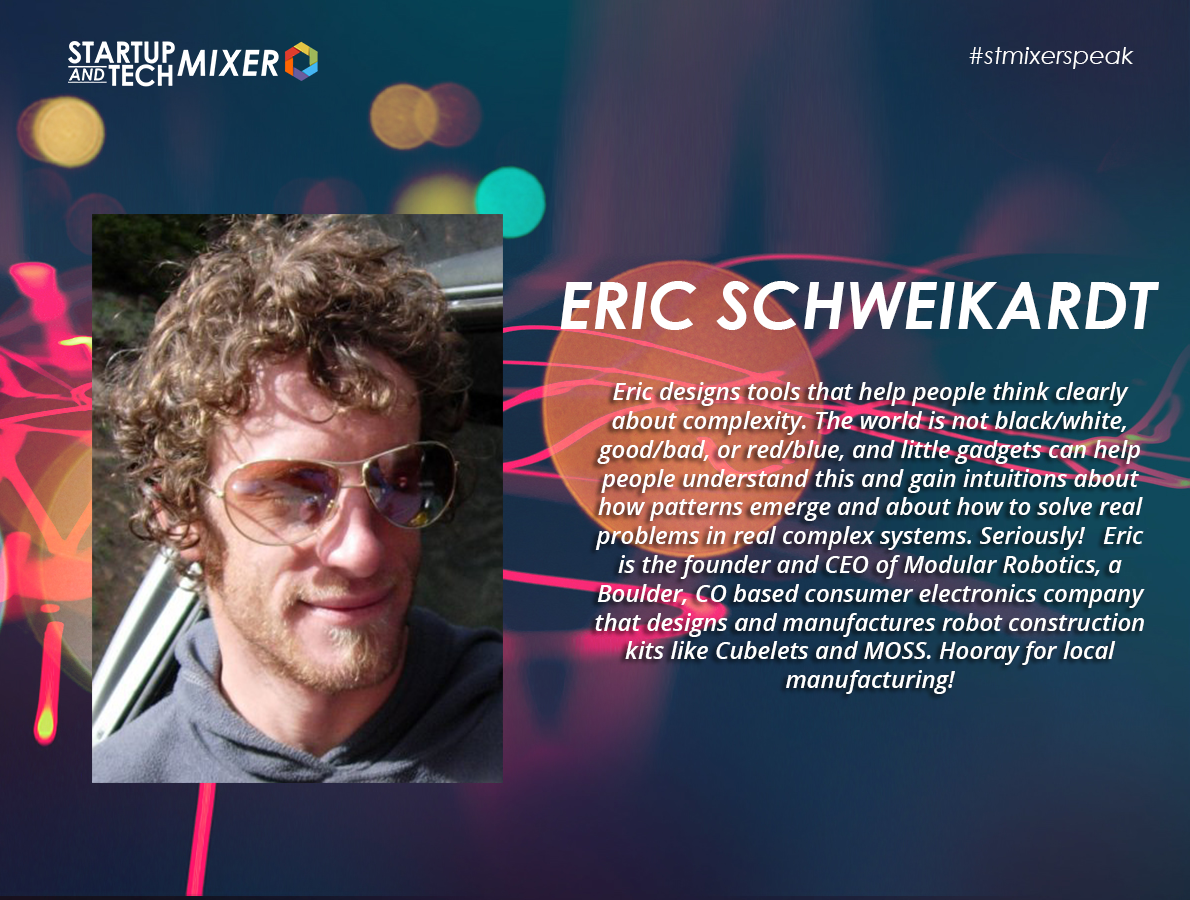 STARTUP
AND TECH MIXER
#stmixerspeak
ERIC SCHWEIKARDT
Eric designs tools that help people think clearly
about complexity. The world is not black/white,
good/bad, or red/blue, and little gadgets can help
people understand this and gain intuitions about
how patterns emerge and about how to solve real
problems in real complex systems. Seriously!   Eric
is the founder and CEO of Modular Robotics, a
Boulder, CO based consumer electronics company
that designs and manufactures robot construction
kits like Cubelets and MOSS. Hooray for local
manufacturing!